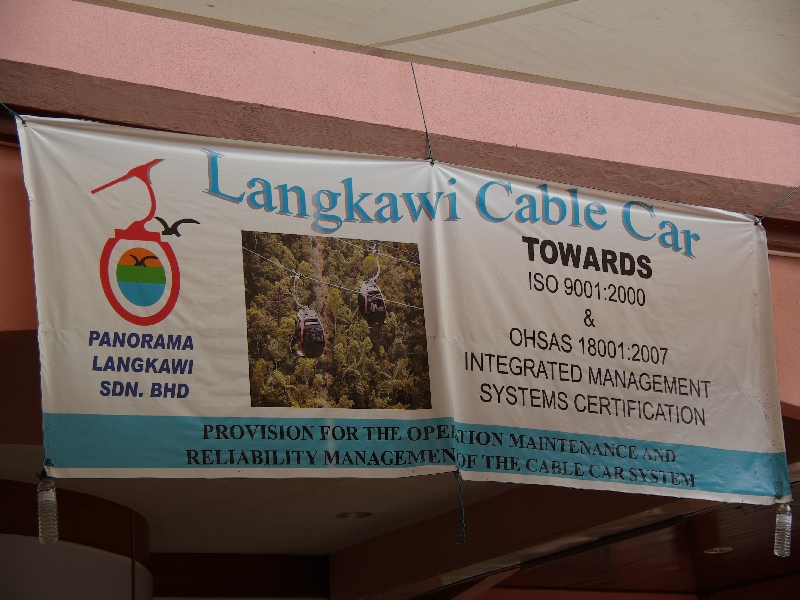 Langkawi Cable Car
PANORAMA
LANGKAWI
SDN. BHD
TOWARDS
ISO 9001:2000
&
OHSAS 18001:2007
INTEGRATED MANAGEMENT
SYSTEMS CERTIFICATION
PROVISION FOR THE OPERATION MAINTENANCE AND
RELIABILITY MANAGEMEN OF THE CABLE CAR SYSTEM